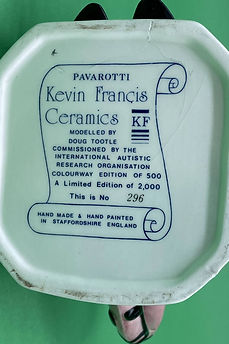 PAVAROTTI
Kevin Francis
Ceramics KF
MODELLED BY
DOUG TOOTLE
COMMISSIONED BY THE
INTERNATIONAL AUTISTIC
RESEARCH ORGANISATION
COLOURWAY EDITION OF 500
A Limited Edition of 2,000
This is No 296
HAND MADE & HAND PAINTED
IN STAFFORDSHIRE ENGLAND